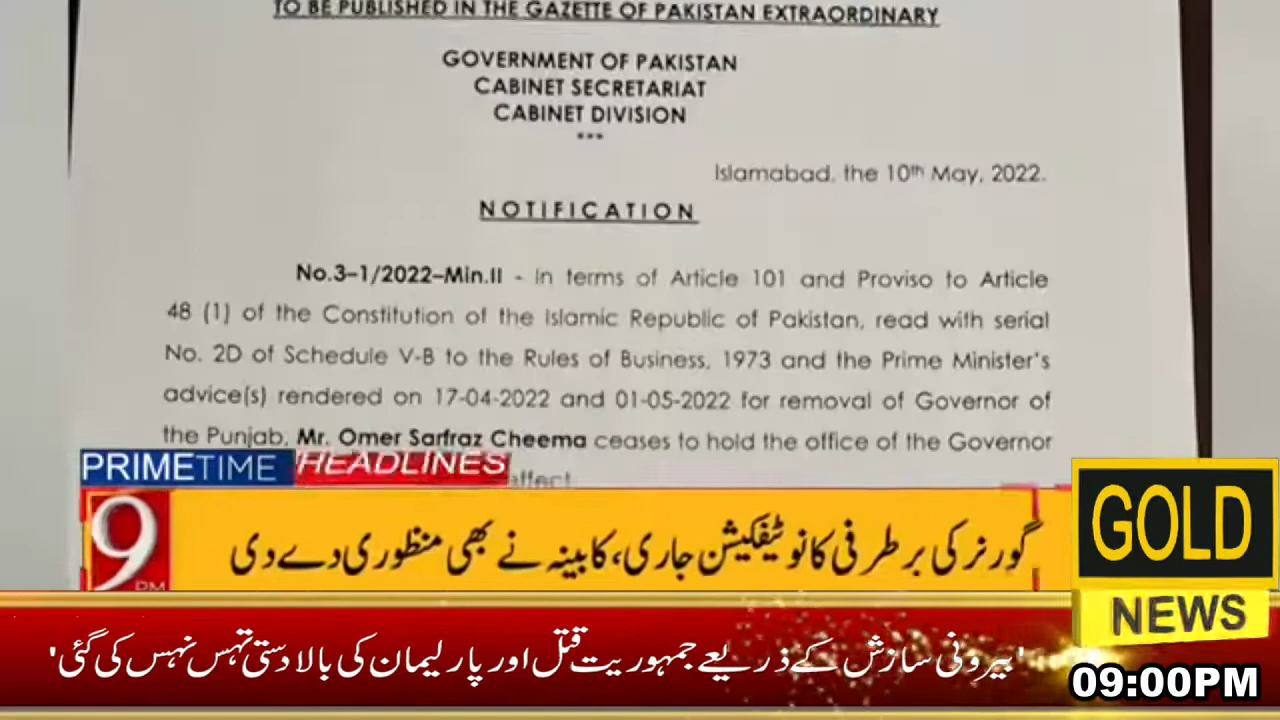 TO BE PUBLISHED IN THE GAZETTE OF PAKISTAN EXTRAORDINARY
GOVERNMENT OF PAKISTAN
CABINET SECRETARIAT
CABINET DIVISION
***
Islamabad, the 10th May, 2022.
NOTIFICATION
No.3–1/2022–Min.II - In terms of Article 101 and Proviso to Article
48 (1) of the Constitution of the Islamic Republic of Pakistan, read with serial
No. 2D of Schedule V-B to the Rules of Business, 1973 and the Prime Minister's
advice(s) rendered on 17-04-2022 and 01-05-2022 for removal of Governor of
the Punjab, Mr. Omer Sarfraz Cheema ceases to hold the office of the Governor
effect
PRIMETIME HEADLINES
9 PM
گورنر کی برطرفی کا نوٹیفکیشن جاری، کابینہ نے بھی منظوری دے دی
GOLD
NEWS
'بیرونی سازش کے ذریعے جمہوریت قتل اور پارلیمان کی بالادستی تہس نہس کی گئی'
09:00PM